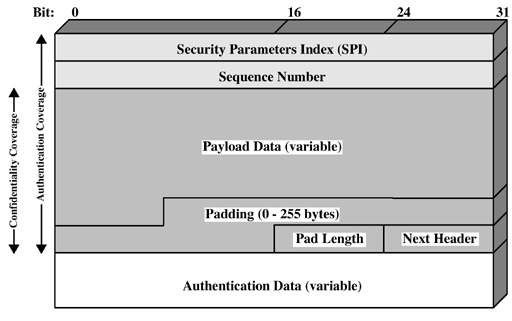 Bit: 0 16 24 31
Security Parameters Index (SPI)
Sequence Number
Payload Data (variable)
Padding (0 - 255 bytes)
Pad Length Next Header
Authentication Data (variable)
Confidentiality Coverage
Authentication Coverage